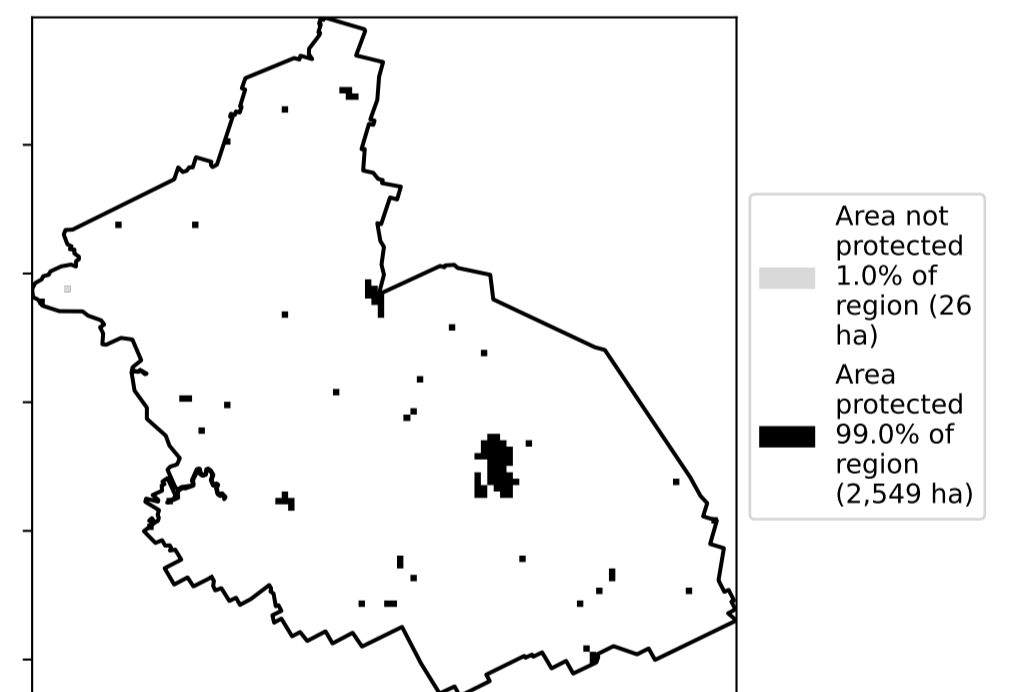 Area not
protected
1.0% of
region (26
ha)
Area
protected
99.0% of
region
(2,549 ha)